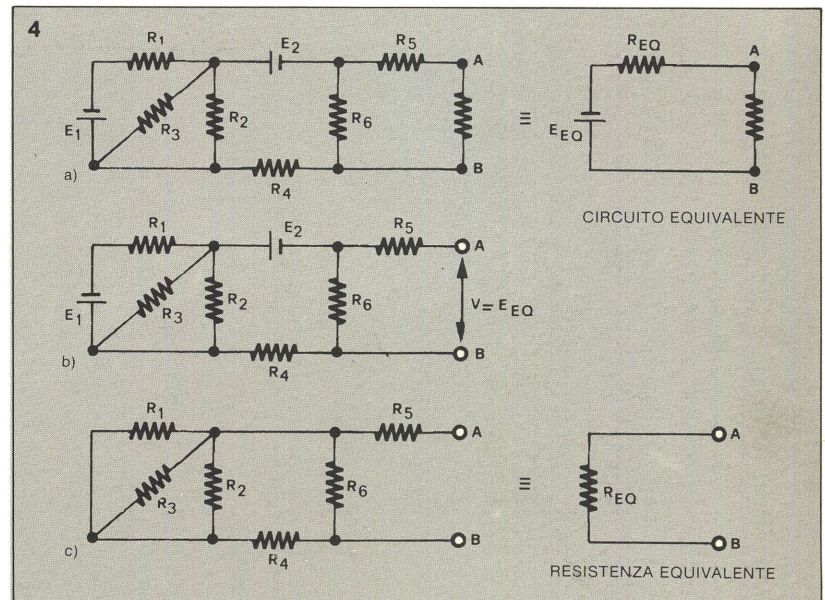 4
R1
E2
R5
A
E1
R3
R2
R6
R4
B
a)
≡
REQ
A
EEQ
B
CIRCUITO EQUIVALENTE
R1
E2
R5
A
E1
R3
R2
R6
V= EEQ
R4
B
b)
R1
R5
A
R3
R2
R6
R4
B
c)
≡
A
REQ
B
RESISTENZA EQUIVALENTE